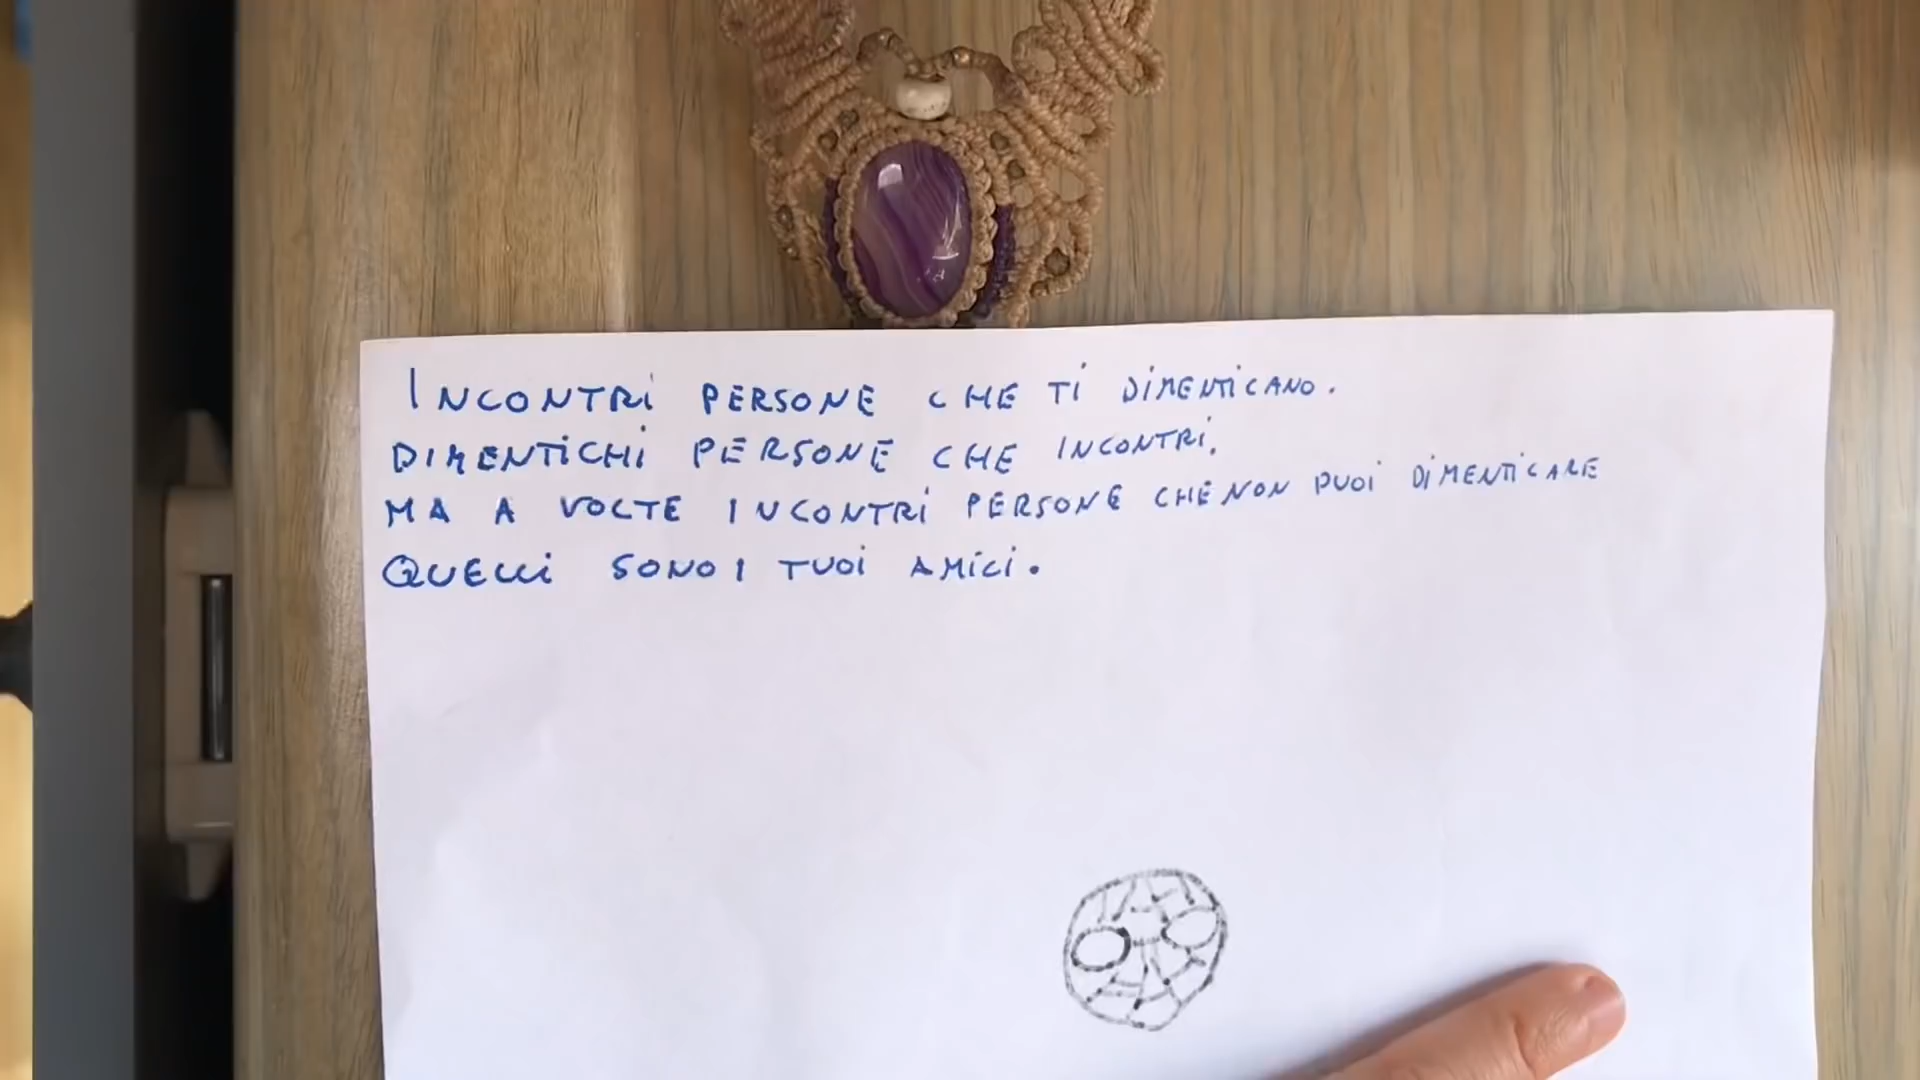 INCONTRI PERSONE CHE TI DIMENTICANO.
DIMENTICHI PERSONE CHE INCONTRI.
MA A VOLTE INCONTRI PERSONE CHE NON PUOI DIMENTICARE
QUELLI SONO I TUOI AMICI.